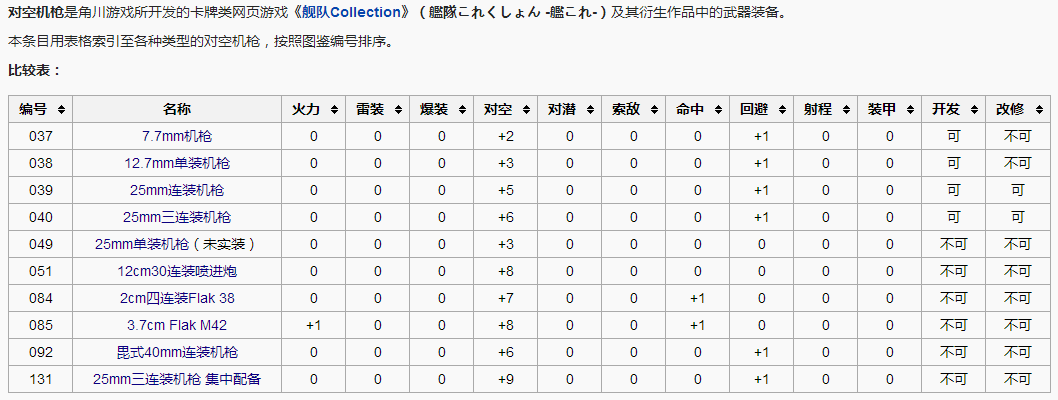 对空机枪是角川游戏所开发的卡牌类网页游戏《舰队Collection》（艦隊これくしょん -艦これ-）及其衍生作品中的武器装备。
本条目用表格索引至各种类型的对空机枪，按照图鉴编号排序。
比较表：
编号 名称 火力 雷装 爆装 对空 对潜 索敌 命中 回避 射程 装甲 开发 改修
037 7.7mm机枪 0 0 0 +2 0 0 0 +1 0 0 可 不可
038 12.7mm单装机枪 0 0 0 +3 0 0 0 +1 0 0 可 不可
039 25mm连装机枪 0 0 0 +5 0 0 0 +1 0 0 可 可
040 25mm三连装机枪 0 0 0 +6 0 0 0 +1 0 0 可 可
049 25mm单装机枪（未实装） 0 0 0 +3 0 0 0 0 0 0 不可 不可
051 12cm30连装喷进炮 0 0 0 +8 0 0 0 0 0 0 不可 不可
084 2cm四连装Flak 38 0 0 0 +7 0 0 +1 0 0 0 不可 不可
085 3.7cm Flak M42 +1 0 0 +8 0 0 +1 0 0 0 不可 不可
092 毘式40mm连装机枪 0 0 0 +6 0 0 0 +1 0 0 不可 不可
131 25mm三连装机枪 集中配备 0 0 0 +9 0 0 0 +1 0 0 不可 不可